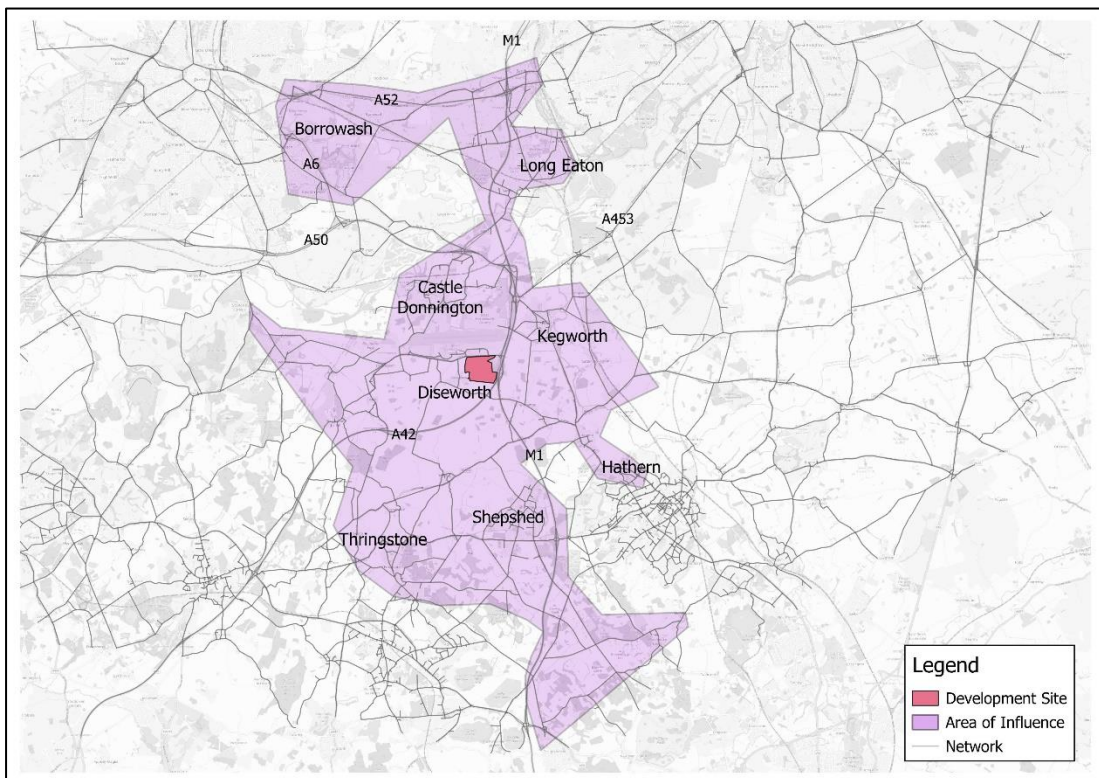 M1
A52
Borrowash
A6
Long Eaton
A453
A50
Castle
Donnington
Kegworth
Diseworth
A42
M1
Hathern
Shepshed
Thringstone
Legend
Development Site
Area of Influence
Network